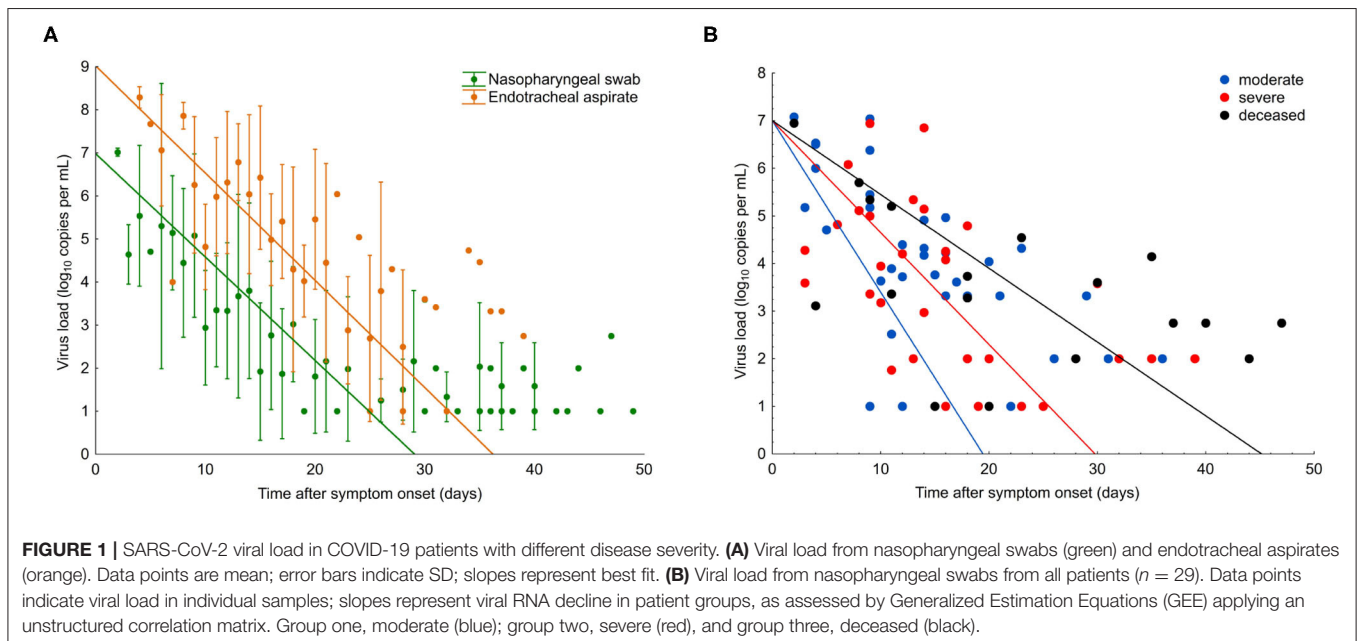 A
9
8
7
6
5
4
3
2
1
0
Virus load (log10 copies per mL)
Nasopharyngeal swab
Endotracheal aspirate
0 10 20 30 40 50
Time after symptom onset (days)
B
8
7
6
5
4
3
2
1
0
Virus load (log10 copies per mL)
moderate
severe
deceased
0 10 20 30 40 50
Time after symptom onset (days)
FIGURE 1 | SARS-CoV-2 viral load in COVID-19 patients with different disease severity. (A) Viral load from nasopharyngeal swabs (green) and endotracheal aspirates
(orange). Data points are mean; error bars indicate SD; slopes represent best fit. (B) Viral load from nasopharyngeal swabs from all patients (n = 29). Data points
indicate viral load in individual samples; slopes represent viral RNA decline in patient groups, as assessed by Generalized Estimation Equations (GEE) applying an
unstructured correlation matrix. Group one, moderate (blue); group two, severe (red), and group three, deceased (black).